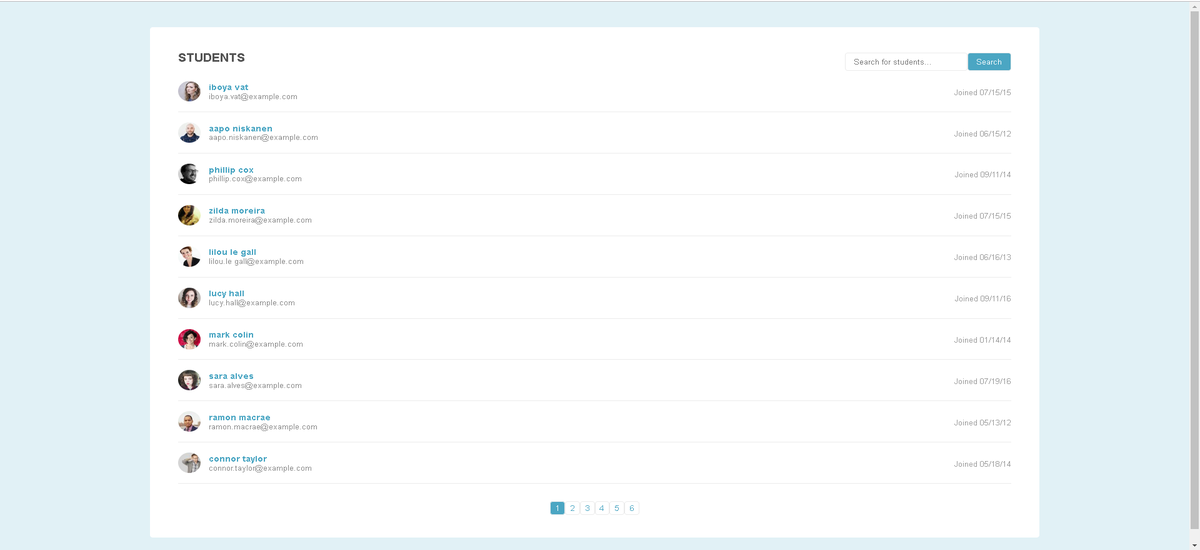 STUDENTS
Search for students... Search
iboya vat
iboya.vat@example.com
Joined 07/15/15
aapo niskanen
aapo.niskanen@example.com
Joined 06/15/12
phillip cox
phillip.cox@example.com
Joined 09/11/14
zilda moreira
zilda.moreira@example.com
Joined 07/15/15
lilou le gall
lilou.le gall@example.com
Joined 06/16/13
lucy hall
lucy.hall@example.com
Joined 09/11/16
mark colin
mark.colin@example.com
Joined 01/14/14
sara alves
sara.alves@example.com
Joined 07/19/16
ramon macrae
ramon.macrae@example.com
Joined 05/13/12
connor taylor
connor.taylor@example.com
Joined 05/18/14
1 2 3 4 5 6